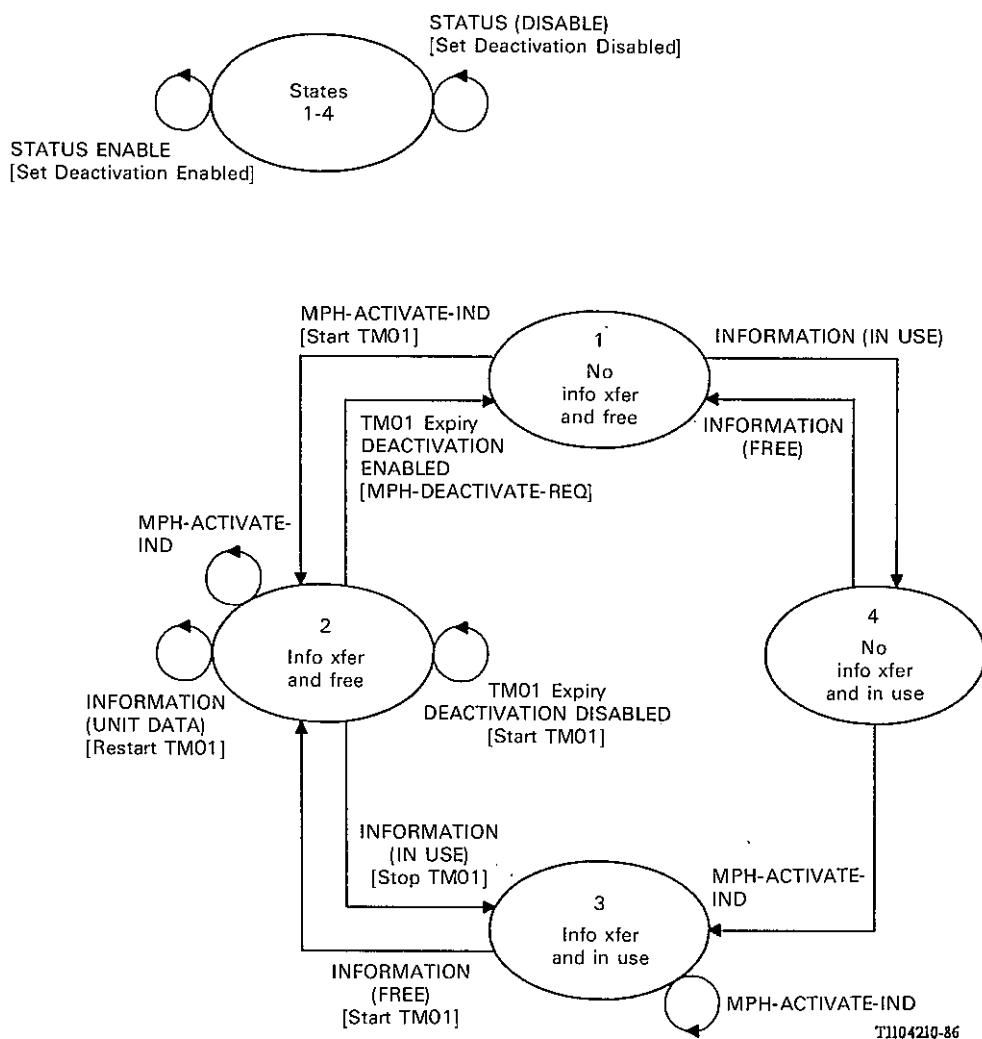 STATUS (DISABLE)
[Set Deactivation Disabled]
States
1-4
STATUS ENABLE
[Set Deactivation Enabled]
MPH-ACTIVATE-IND
[Start TM01]
1
No
info xfer
and free
INFORMATION (IN USE)
TM01 Expiry
DEACTIVATION
ENABLED
[MPH-DEACTIVATE-REQ]
INFORMATION
(FREE)
MPH-ACTIVATE-
IND
2
Info xfer
and free
4
No
info xfer
and in use
INFORMATION
(UNIT DATA)
[Restart TM01]
TM01 Expiry
DEACTIVATION DISABLED
[Start TM01]
INFORMATION
(IN USE)
[Stop TM01]
MPH-ACTIVATE-
IND
3
Info xfer
and in use
INFORMATION
(FREE)
[Start TM01]
MPH-ACTIVATE-IND
T1104210-86